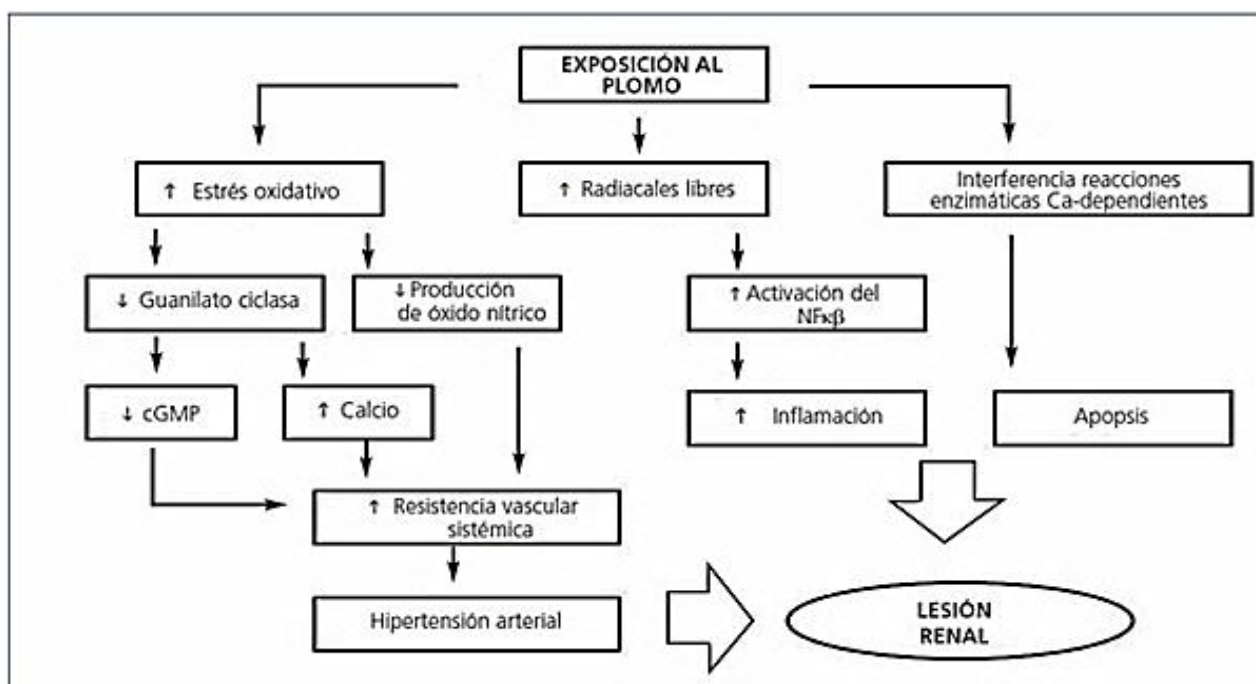 EXPOSICIÓN AL
PLOMO
↑ Estrés oxidativo
↑ Radiacales libres
Interferencia reacciones
enzimáticas Ca-dependientes
↓ Guanilato ciclasa
↓ Producción
de óxido nítrico
↑ Activación del
NFκβ
↓ cGMP
↑ Calcio
↑ Inflamación
Apopsis
↑ Resistencia vascular
sistémica
Hipertensión arterial
LESIÓN
RENAL